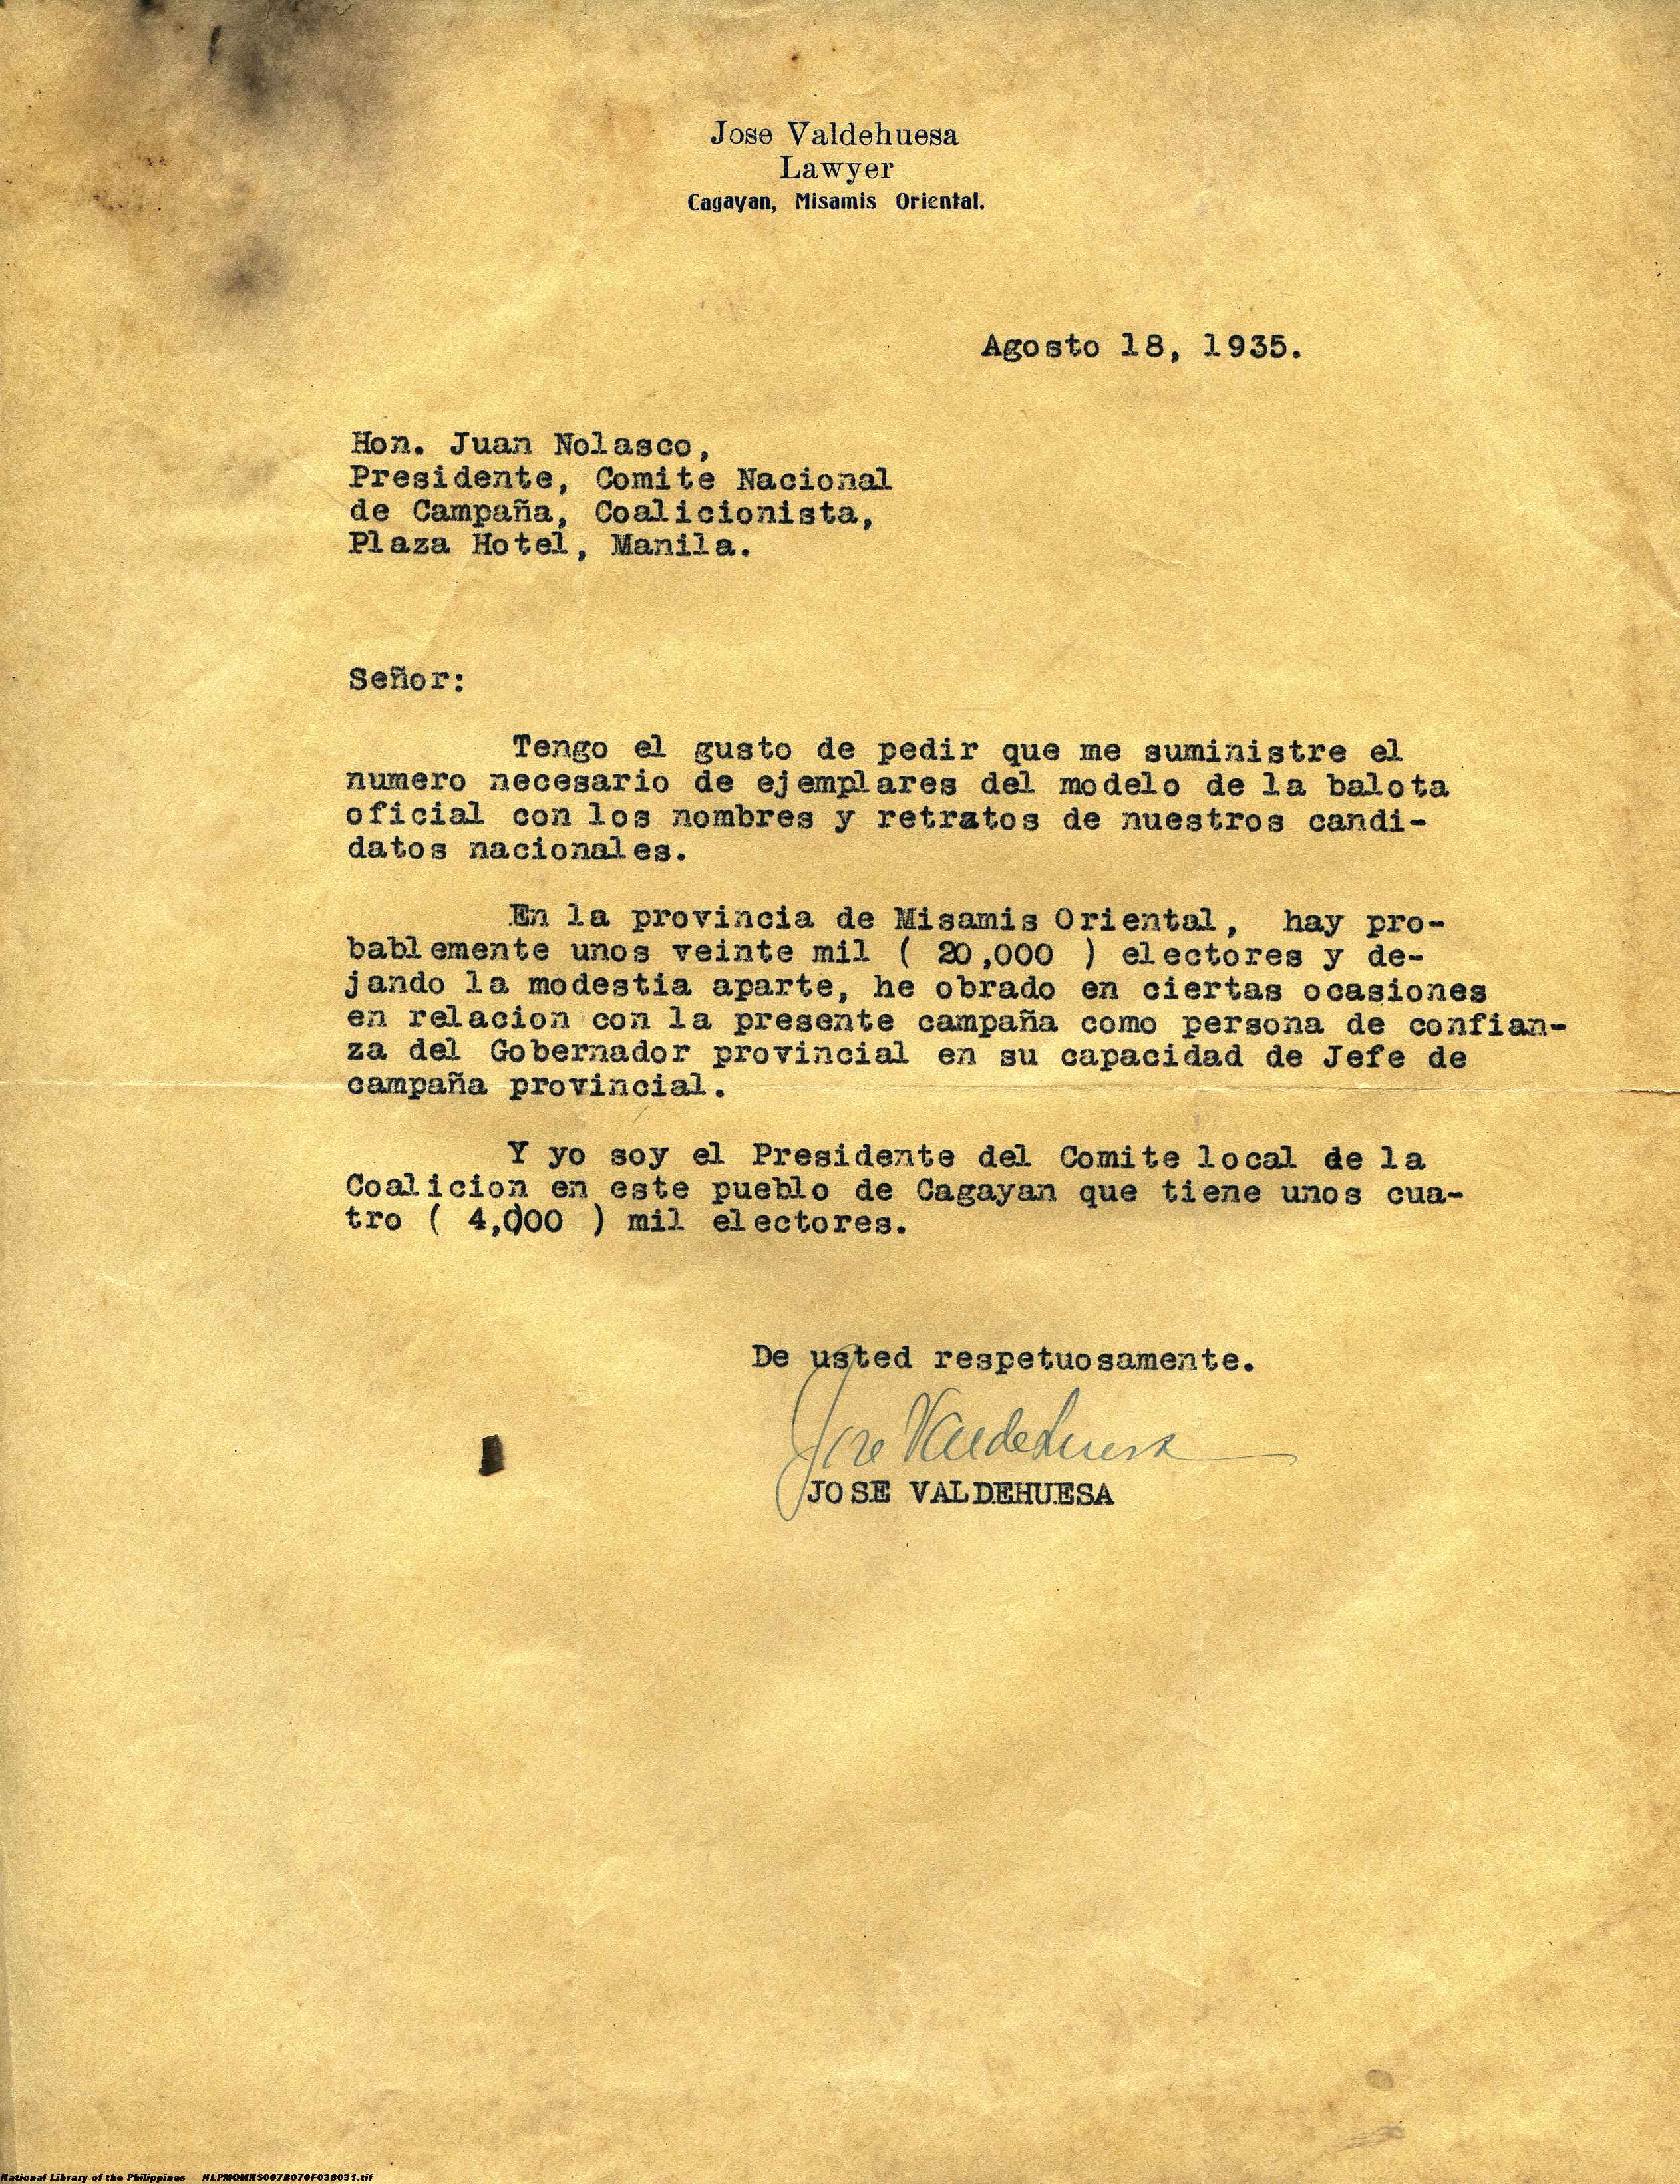 Jose Valdehuesa
Lawyer
Cagayan, Misamis Oriental.
Agosto 18, 1935.
Hon. Juan Nolasco,
Presidente, Comite Nacional
de Campaña, Coalicionista,
Plaza Hotel, Manila.
Señor:
Tengo el gusto de pedir que me suministre el
numero necesario de ejemplares del modelo de la balota
oficial con los nombres y retratos de nuestros candi-
datos nacionales.
En la provincia de Misamis Oriental, hay pro-
bablemente unos veinte mil ( 20,000 ) electores y de-
jando la modestia aparte, he obrado en ciertas ocasiones
en relacion con la presente campaña como persona de confian-
za del Gobernador provincial en su capacidad de Jefe de
campaña provincial.
Y yo soy el Presidente del Comite local de la
Coalicion en este pueblo de Cagayan que tiene unos cua-
tro ( 4,000 ) mil electores.
De usted respetuosamente.
Jose Valdehuesa
JOSE VALDEHUESA
National Library of the Philippines NLPMQMNS007B070F038031.tif